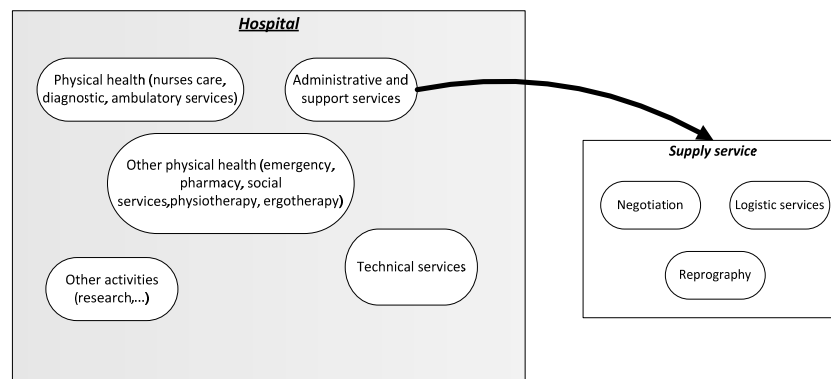 Hospital
Physical health (nurses care,
diagnostic, ambulatory services)
Administrative and
support services
Other physical health (emergency,
pharmacy, social
services,physiotherapy, ergotherapy)
Technical services
Other activities
(research,...)
Supply service
Negotiation
Logistic services
Reprography